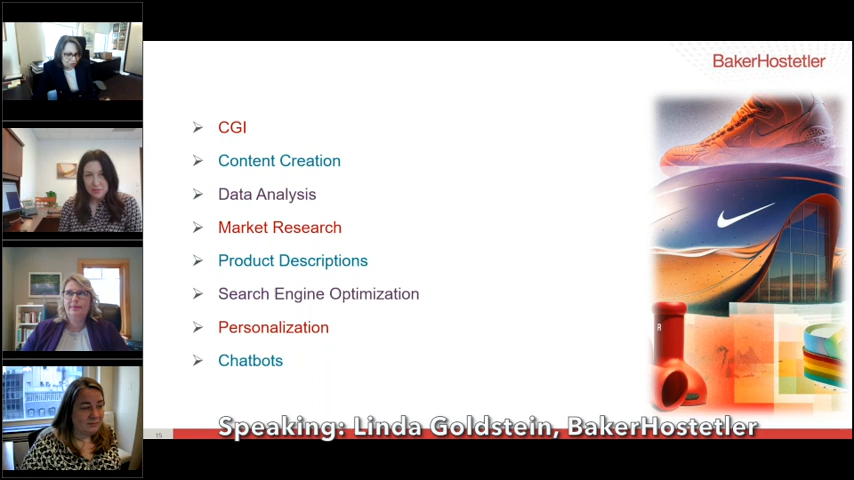 BakerHostetler
CGI
Content Creation
Data Analysis
Market Research
Product Descriptions
Search Engine Optimization
Personalization
Chatbots
R
Speaking: Linda Goldstein, BakerHostetler
15